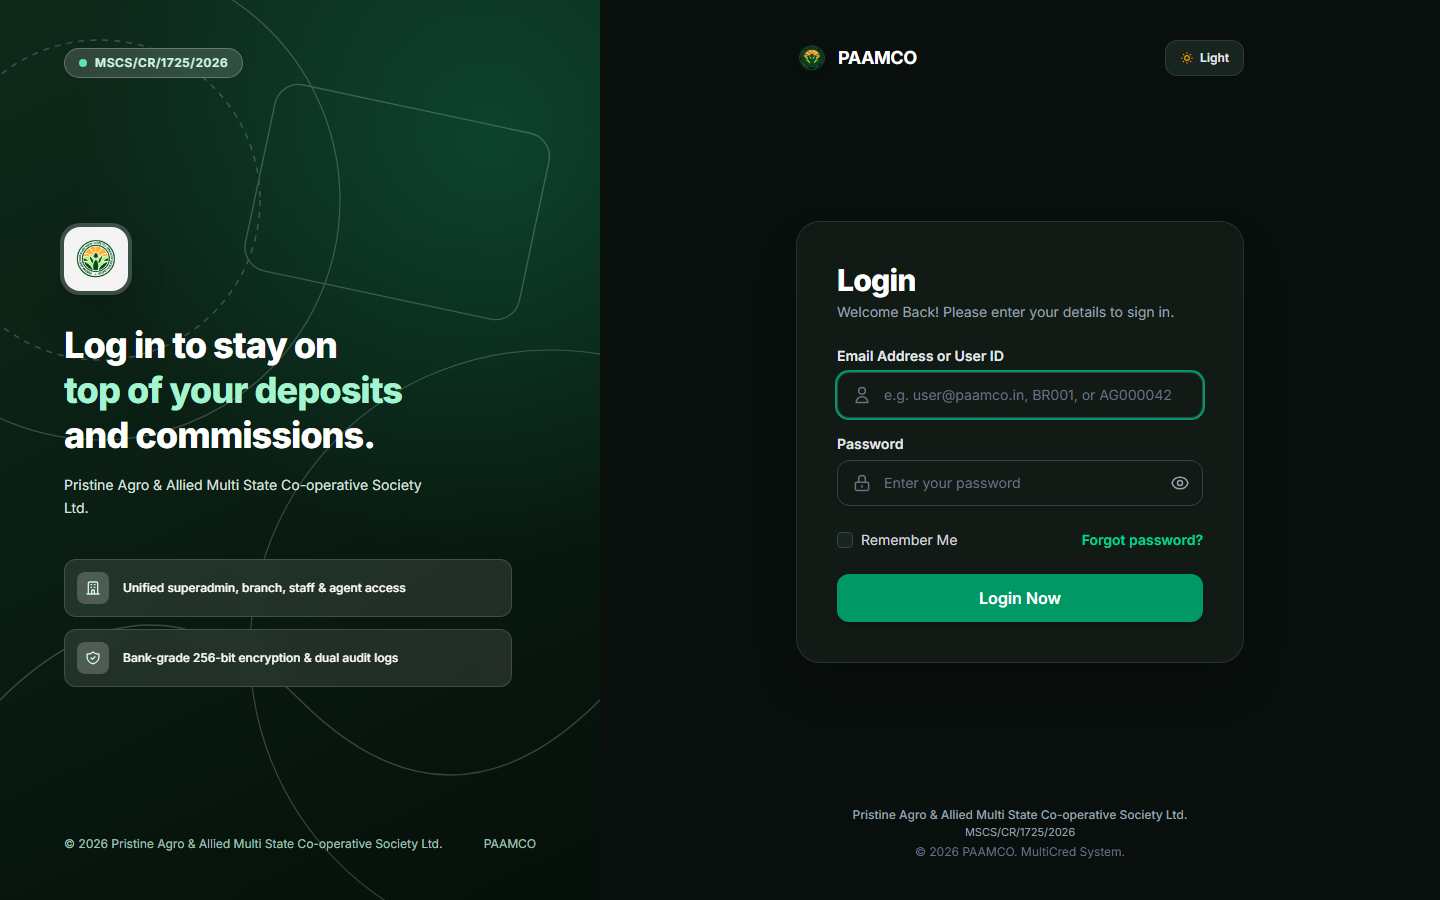 MSCS/CR/1725/2026
Log in to stay on
top of your deposits
and commissions.
Pristine Agro & Allied Multi State Co-operative Society
Ltd.
Unified superadmin, branch, staff & agent access
Bank-grade 256-bit encryption & dual audit logs
© 2026 Pristine Agro & Allied Multi State Co-operative Society Ltd.
PAAMCO
PAAMCO
Light
Login
Welcome Back! Please enter your details to sign in.
Email Address or User ID
e.g. user@paamco.in, BR001, or AG000042
Password
Enter your password
Remember Me
Forgot password?
Login Now
Pristine Agro & Allied Multi State Co-operative Society Ltd.
MSCS/CR/1725/2026
© 2026 PAAMCO. MultiCred System.